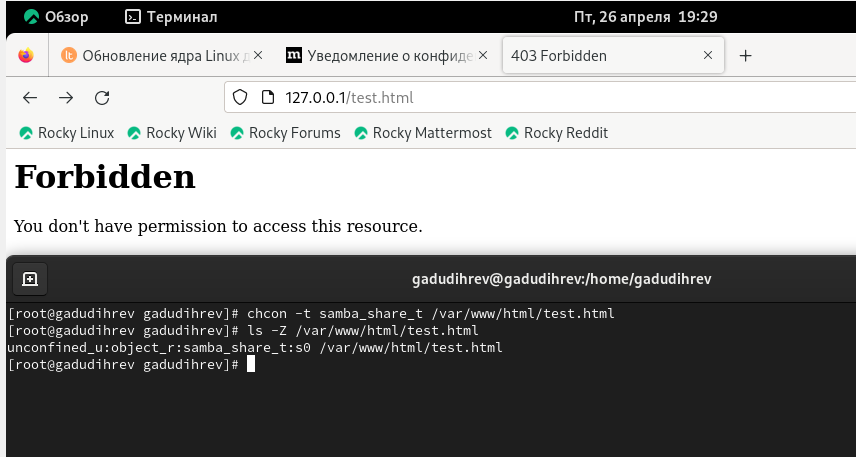 Обзор Терминал Пт, 26 апреля 19:29
Обновление ядра Linux д Уведомление о конфиде 403 Forbidden
127.0.0.1/test.html
Rocky Linux Rocky Wiki Rocky Forums Rocky Mattermost Rocky Reddit
Forbidden
You don't have permission to access this resource.
gadudihrev@gadudihrev:/home/gadudihrev
[root@gadudihrev gadudihrev]# chcon -t samba_share_t /var/www/html/test.html
[root@gadudihrev gadudihrev]# ls -Z /var/www/html/test.html
unconfined_u:object_r:samba_share_t:s0 /var/www/html/test.html
[root@gadudihrev gadudihrev]#